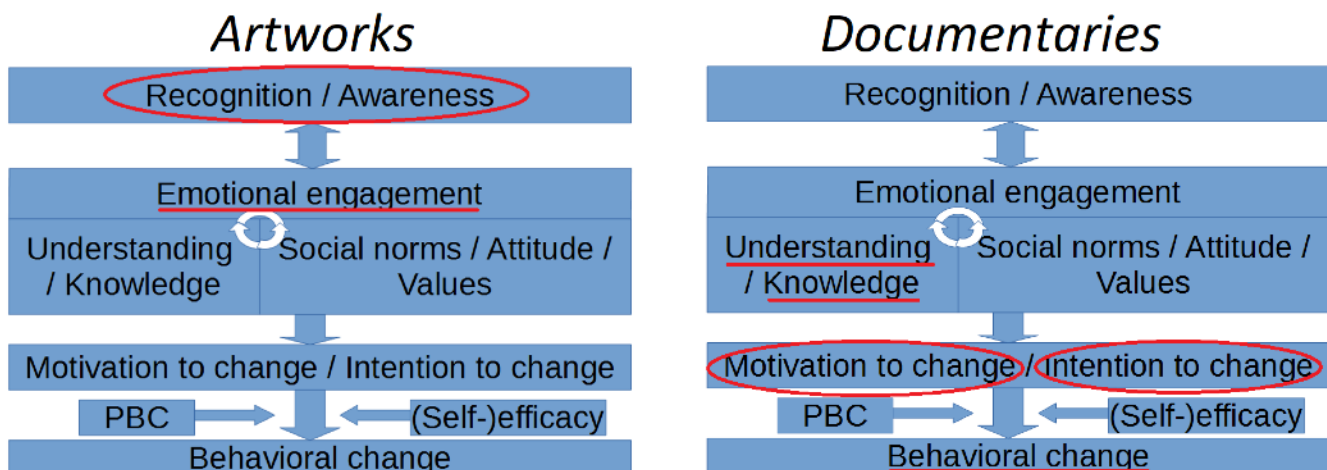 Artworks
Recognition / Awareness
Emotional engagement
Understanding
/ Knowledge
Social norms / Attitude /
Values
Motivation to change / Intention to change
PBC
(Self-)efficacy
Behavioral change
Documentaries
Recognition / Awareness
Emotional engagement
Understanding
/ Knowledge
Social norms / Attitude /
Values
Motivation to change / Intention to change
PBC
(Self-)efficacy
Behavioral change